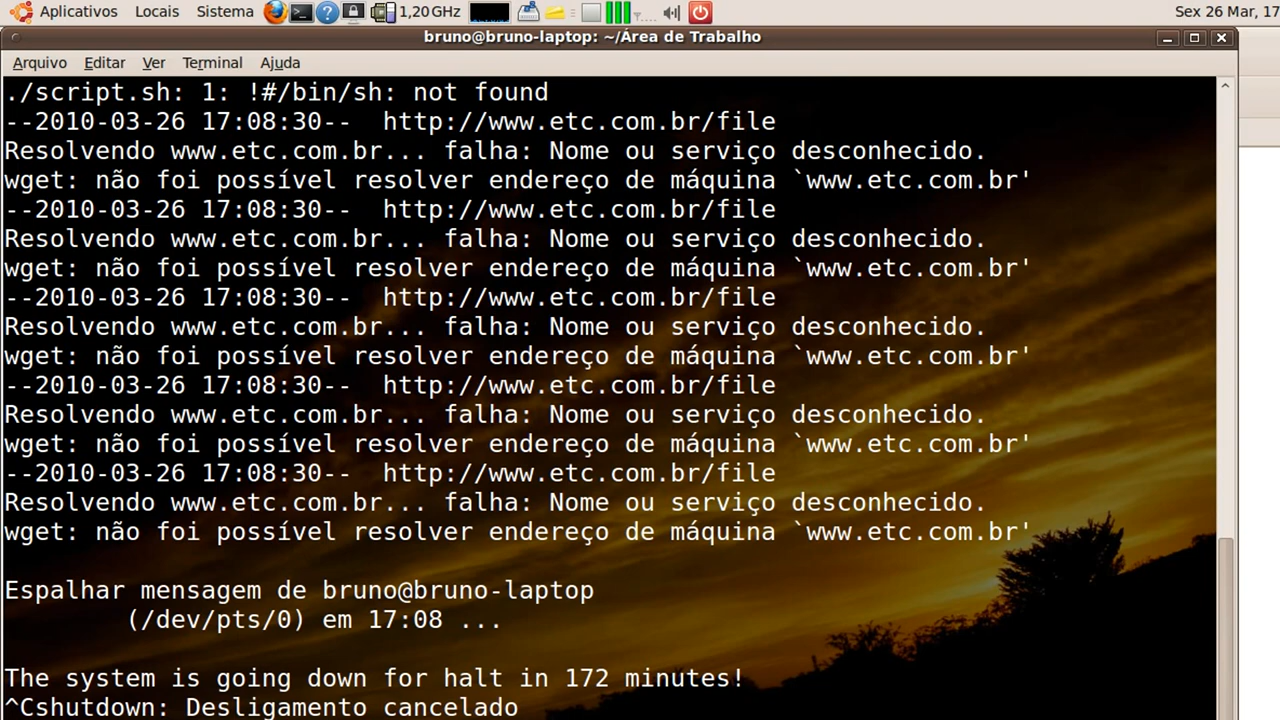 Aplicativos Locais Sistema 1,20GHz Sex 26 Mar, 17
bruno@bruno-laptop: ~/Área de Trabalho
Arquivo Editar Ver Terminal Ajuda
./script.sh: 1: !#/bin/sh: not found
--2010-03-26 17:08:30--  http://www.etc.com.br/file
Resolvendo www.etc.com.br... falha: Nome ou serviço desconhecido.
wget: não foi possível resolver endereço de máquina `www.etc.com.br'
--2010-03-26 17:08:30--  http://www.etc.com.br/file
Resolvendo www.etc.com.br... falha: Nome ou serviço desconhecido.
wget: não foi possível resolver endereço de máquina `www.etc.com.br'
--2010-03-26 17:08:30--  http://www.etc.com.br/file
Resolvendo www.etc.com.br... falha: Nome ou serviço desconhecido.
wget: não foi possível resolver endereço de máquina `www.etc.com.br'
--2010-03-26 17:08:30--  http://www.etc.com.br/file
Resolvendo www.etc.com.br... falha: Nome ou serviço desconhecido.
wget: não foi possível resolver endereço de máquina `www.etc.com.br'
--2010-03-26 17:08:30--  http://www.etc.com.br/file
Resolvendo www.etc.com.br... falha: Nome ou serviço desconhecido.
wget: não foi possível resolver endereço de máquina `www.etc.com.br'
Espalhar mensagem de bruno@bruno-laptop
(/dev/pts/0) em 17:08 ...
The system is going down for halt in 172 minutes!
^Cshutdown: Desligamento cancelado